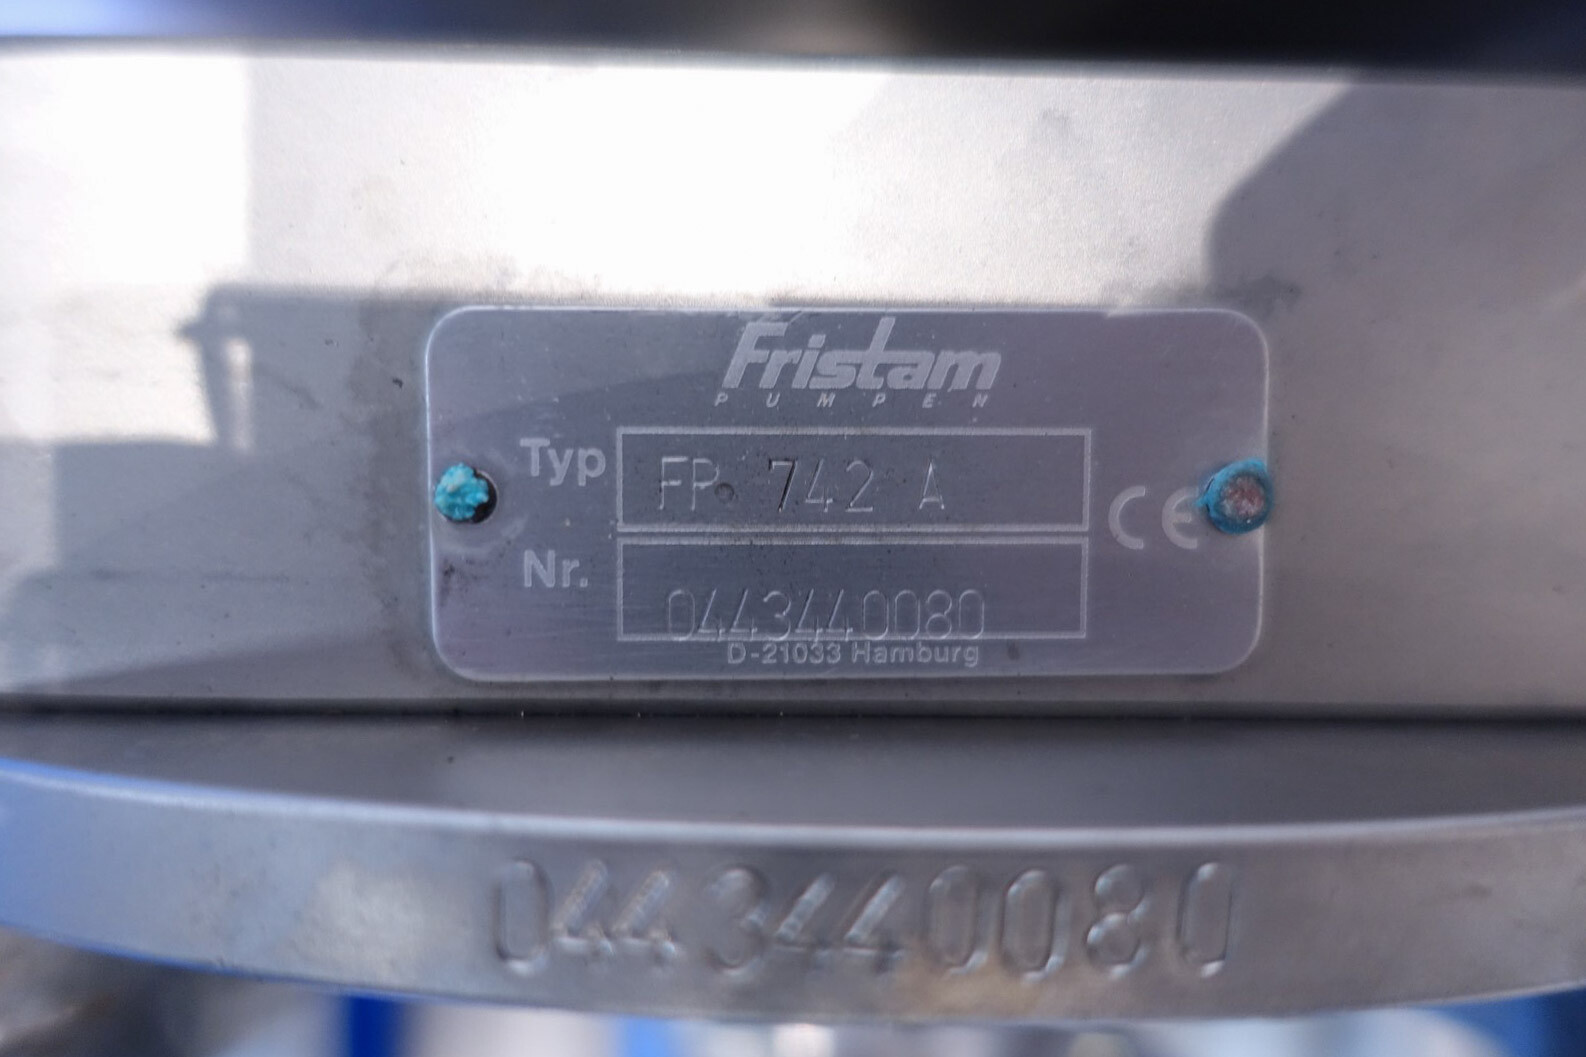 Fristam
PUMPEN
Typ FP. 742 A
CE
Nr. 0443440080
D-21033 Hamburg
0443440080